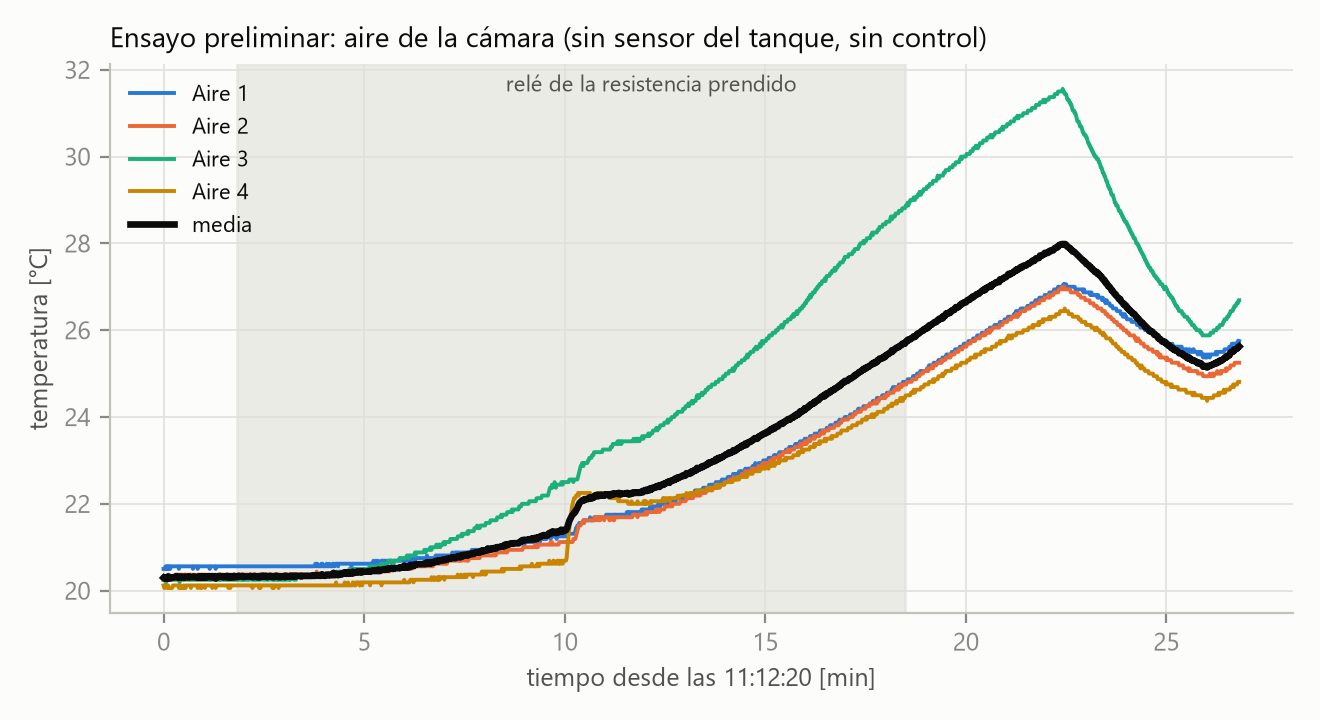 Ensayo preliminar: aire de la cámara (sin sensor del tanque, sin control)
relé de la resistencia prendido
Aire 1
Aire 2
Aire 3
Aire 4
media
temperatura [°C]
32
30
28
26
24
22
20
0
5
10
15
20
25
tiempo desde las 11:12:20 [min]